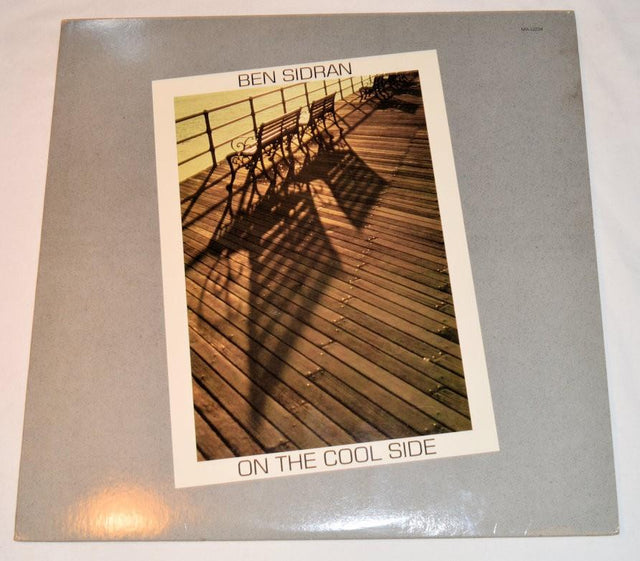 BEN SIDRAN
ON THE COOL SIDE